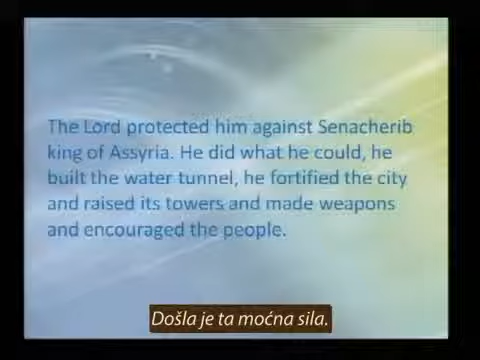 The Lord protected him against Senacherib
king of Assyria. He did what he could, he
built the water tunnel, he fortified the city
and raised its towers and made weapons
and encouraged the people.
Došla je ta moćna sila.